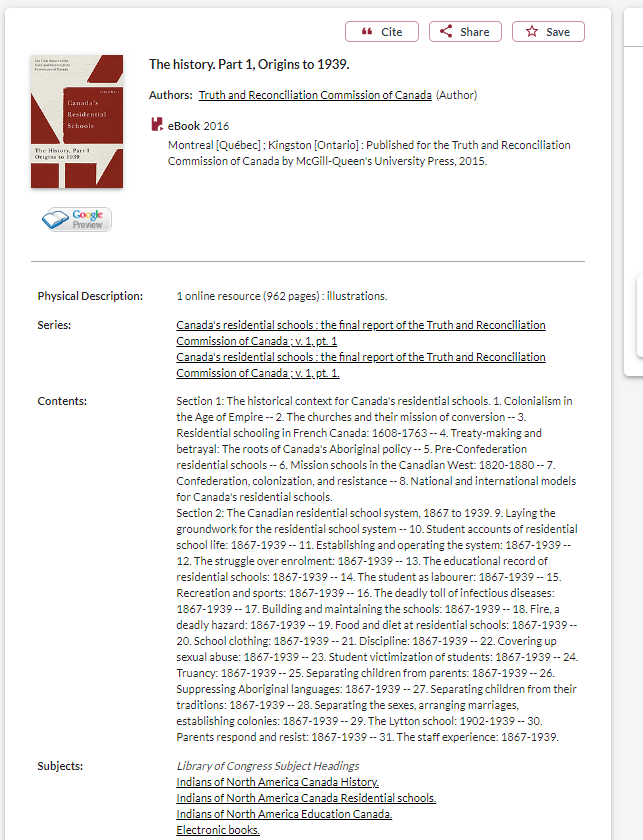 Cite
Share
Save
The history. Part 1, Origins to 1939.
Authors: Truth and Reconciliation Commission of Canada (Author)
VOLUME 1
Canada's
Residential
Schools
The History, Part 1
Origins to 1939
eBook 2016
Montreal [Québec] ; Kingston [Ontario] : Published for the Truth and Reconciliation
Commission of Canada by McGill-Queen's University Press, 2015.
Google
Preview
Physical Description: 1 online resource (962 pages) : illustrations.
Series: Canada's residential schools : the final report of the Truth and Reconciliation
Commission of Canada ; v. 1, pt. 1
Canada's residential schools : the final report of the Truth and Reconciliation
Commission of Canada ; v. 1, pt. 1.
Contents: Section 1: The historical context for Canada's residential schools. 1. Colonialism in
the Age of Empire -- 2. The churches and their mission of conversion -- 3.
Residential schooling in French Canada: 1608-1763 -- 4. Treaty-making and
betrayal: The roots of Canada's Aboriginal policy -- 5. Pre-Confederation
residential schools -- 6. Mission schools in the Canadian West: 1820-1880 -- 7.
Confederation, colonization, and resistance -- 8. National and international models
for Canada's residential schools.
Section 2: The Canadian residential school system, 1867 to 1939. 9. Laying the
groundwork for the residential school system -- 10. Student accounts of residential
school life: 1867-1939 -- 11. Establishing and operating the system: 1867-1939 --
12. The struggle over enrolment: 1867-1939 -- 13. The educational record of
residential schools: 1867-1939 -- 14. The student as labourer: 1867-1939 -- 15.
Recreation and sports: 1867-1939 -- 16. The deadly toll of infectious diseases:
1867-1939 -- 17. Building and maintaining the schools: 1867-1939 -- 18. Fire, a
deadly hazard: 1867-1939 -- 19. Food and diet at residential schools: 1867-1939 --
20. School clothing: 1867-1939 -- 21. Discipline: 1867-1939 -- 22. Covering up
sexual abuse: 1867-1939 -- 23. Student victimization of students: 1867-1939 -- 24.
Truancy: 1867-1939 -- 25. Separating children from parents: 1867-1939 -- 26.
Suppressing Aboriginal languages: 1867-1939 -- 27. Separating children from their
traditions: 1867-1939 -- 28. Separating the sexes, arranging marriages,
establishing colonies: 1867-1939 -- 29. The Lytton school: 1902-1939 -- 30.
Parents respond and resist: 1867-1939 -- 31. The staff experience: 1867-1939.
Subjects: Library of Congress Subject Headings
Indians of North America Canada History.
Indians of North America Canada Residential schools.
Indians of North America Education Canada.
Electronic books.